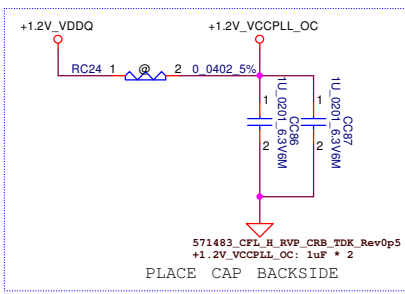 +1.2V_VDDQ
+1.2V_VCCPLL_OC
RC24 1 @ 2 0_0402_5%
1
2
1U_0201_6.3V6M
CC86
1
2
1U_0201_6.3V6M
CC87
571483_CFL_H_RVP_CRB_TDK_Rev0p5
+1.2V_VCCPLL_OC: 1uF * 2
PLACE CAP BACKSIDE